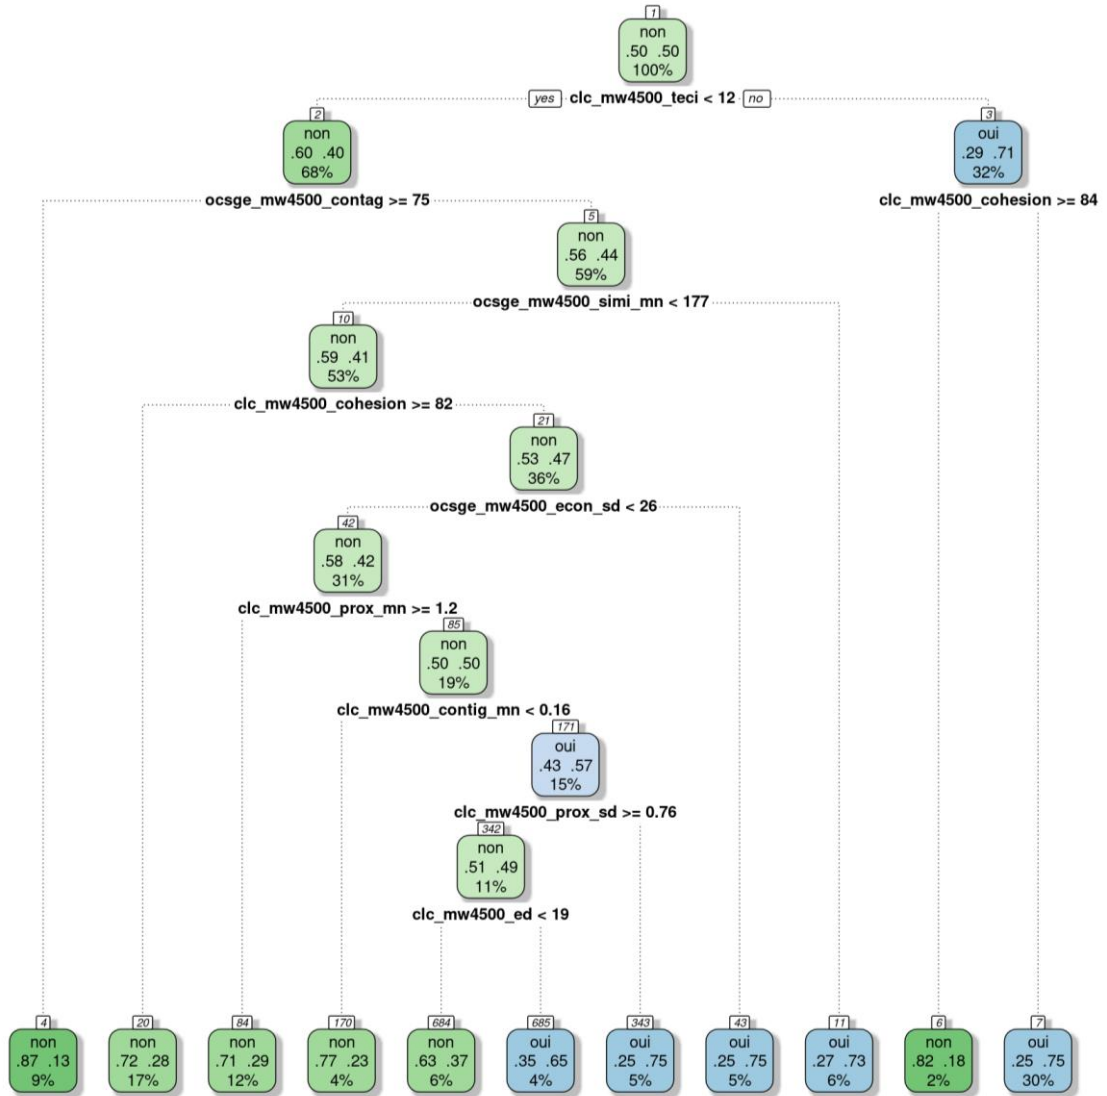 1
non
.50 .50
100%
yes clc_mw4500_teci < 12 no
2
non
.60 .40
68%
3
oui
.29 .71
32%
ocsge_mw4500_contag >= 75
clc_mw4500_cohesion >= 84
5
non
.56 .44
59%
ocsge_mw4500_simi_mn < 177
10
non
.59 .41
53%
clc_mw4500_cohesion >= 82
21
non
.53 .47
36%
ocsge_mw4500_econ_sd < 26
42
non
.58 .42
31%
clc_mw4500_prox_mn >= 1.2
85
non
.50 .50
19%
clc_mw4500_contig_mn < 0.16
171
oui
.43 .57
15%
clc_mw4500_prox_sd >= 0.76
342
non
.51 .49
11%
clc_mw4500_ed < 19
4
non
.87 .13
9%
20
non
.72 .28
17%
84
non
.71 .29
12%
170
non
.77 .23
4%
684
non
.63 .37
6%
685
oui
.35 .65
4%
343
oui
.25 .75
5%
43
oui
.25 .75
5%
11
oui
.27 .73
6%
6
non
.82 .18
2%
7
oui
.25 .75
30%